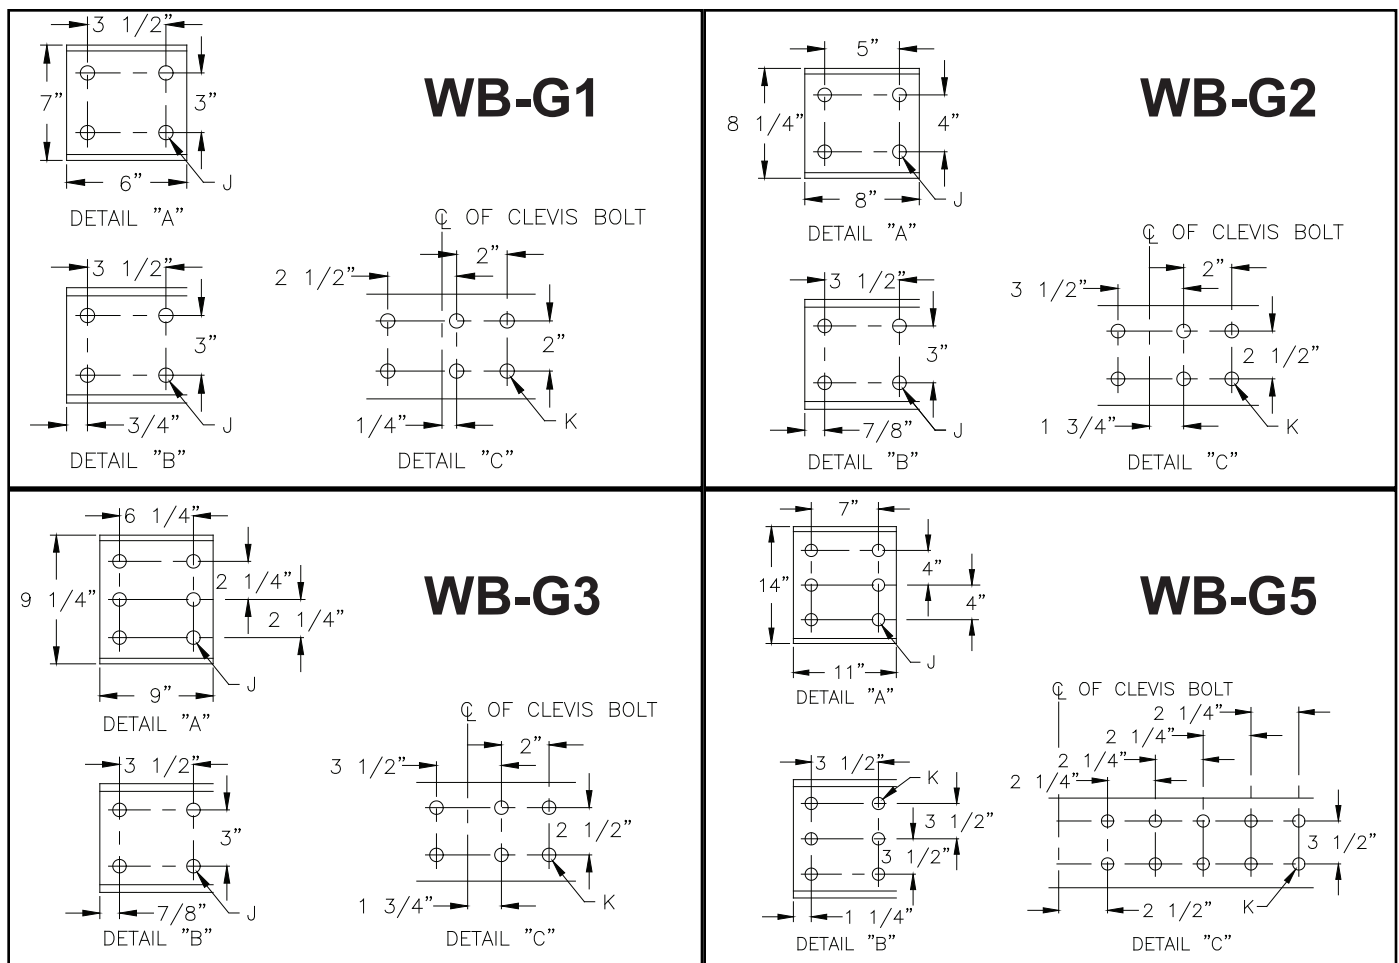 3 1/2”
7”
3”
6”
J
DETAIL ”A”
WB-G1
3 1/2”
3”
3/4”
J
DETAIL ”B”
℄ OF CLEVIS BOLT
2”
2 1/2”
2”
1/4”
K
DETAIL ”C”
5”
8 1/4”
4”
8”
J
DETAIL ”A”
WB-G2
3 1/2”
3”
7/8”
J
DETAIL ”B”
℄ OF CLEVIS BOLT
2”
3 1/2”
2 1/2”
1 3/4”
K
DETAIL ”C”
6 1/4”
9 1/4”
2 1/4”
2 1/4”
9”
J
DETAIL ”A”
WB-G3
3 1/2”
3”
7/8”
J
DETAIL ”B”
℄ OF CLEVIS BOLT
2”
3 1/2”
2 1/2”
1 3/4”
K
DETAIL ”C”
7”
14”
4”
4”
11”
J
DETAIL ”A”
WB-G5
3 1/2”
K
3 1/2”
3 1/2”
1 1/4”
DETAIL ”B”
℄ OF CLEVIS BOLT
2 1/4”
2 1/4”
2 1/4”
2 1/4”
3 1/2”
2 1/2”
K
DETAIL ”C”